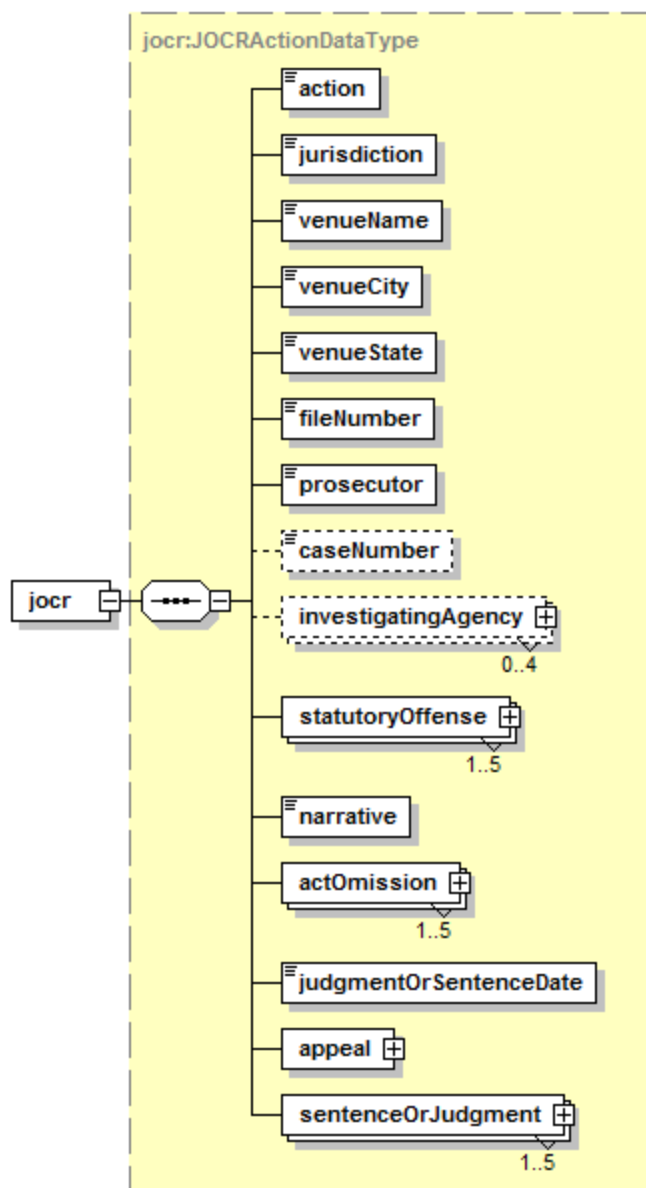 jocr:JOCRActionDataType
action
jurisdiction
venueName
venueCity
venueState
fileNumber
prosecutor
caseNumber
jocr
investigatingAgency
0..4
statutoryOffense
1..5
narrative
actOmission
1..5
judgmentOrSentenceDate
appeal
sentenceOrJudgment
1..5